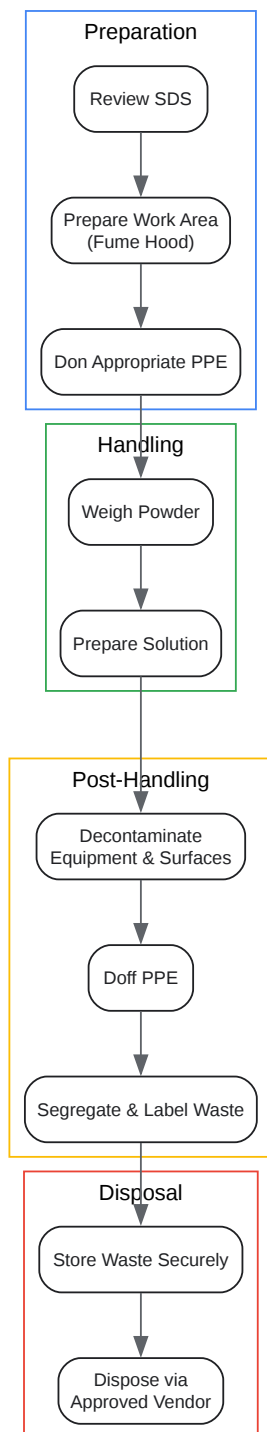 Preparation
Review SDS
Prepare Work Area
(Fume Hood)
Don Appropriate PPE
Handling
Weigh Powder
Prepare Solution
Post-Handling
Decontaminate
Equipment & Surfaces
Doff PPE
Segregate & Label Waste
Disposal
Store Waste Securely
Dispose via
Approved Vendor